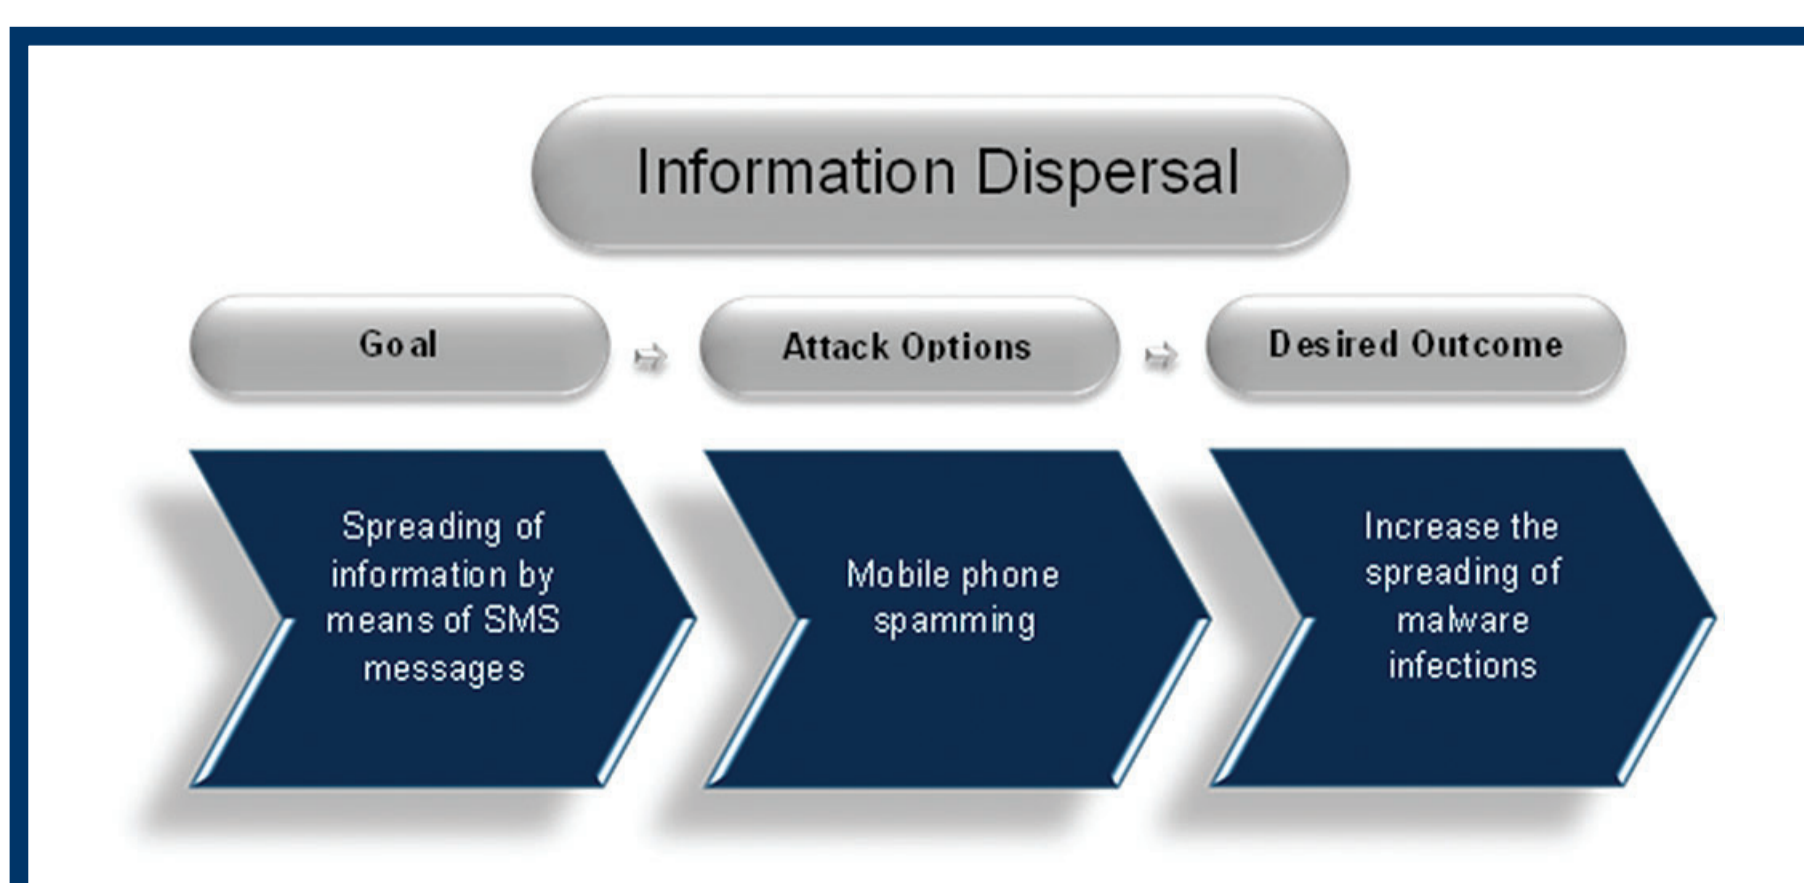 Information Dispersal
Goal
Attack Options
Desired Outcome
Spreading of
information by
means of SMS
messages
Mobile phone
spamming
Increase the
spreading of
malware
infections